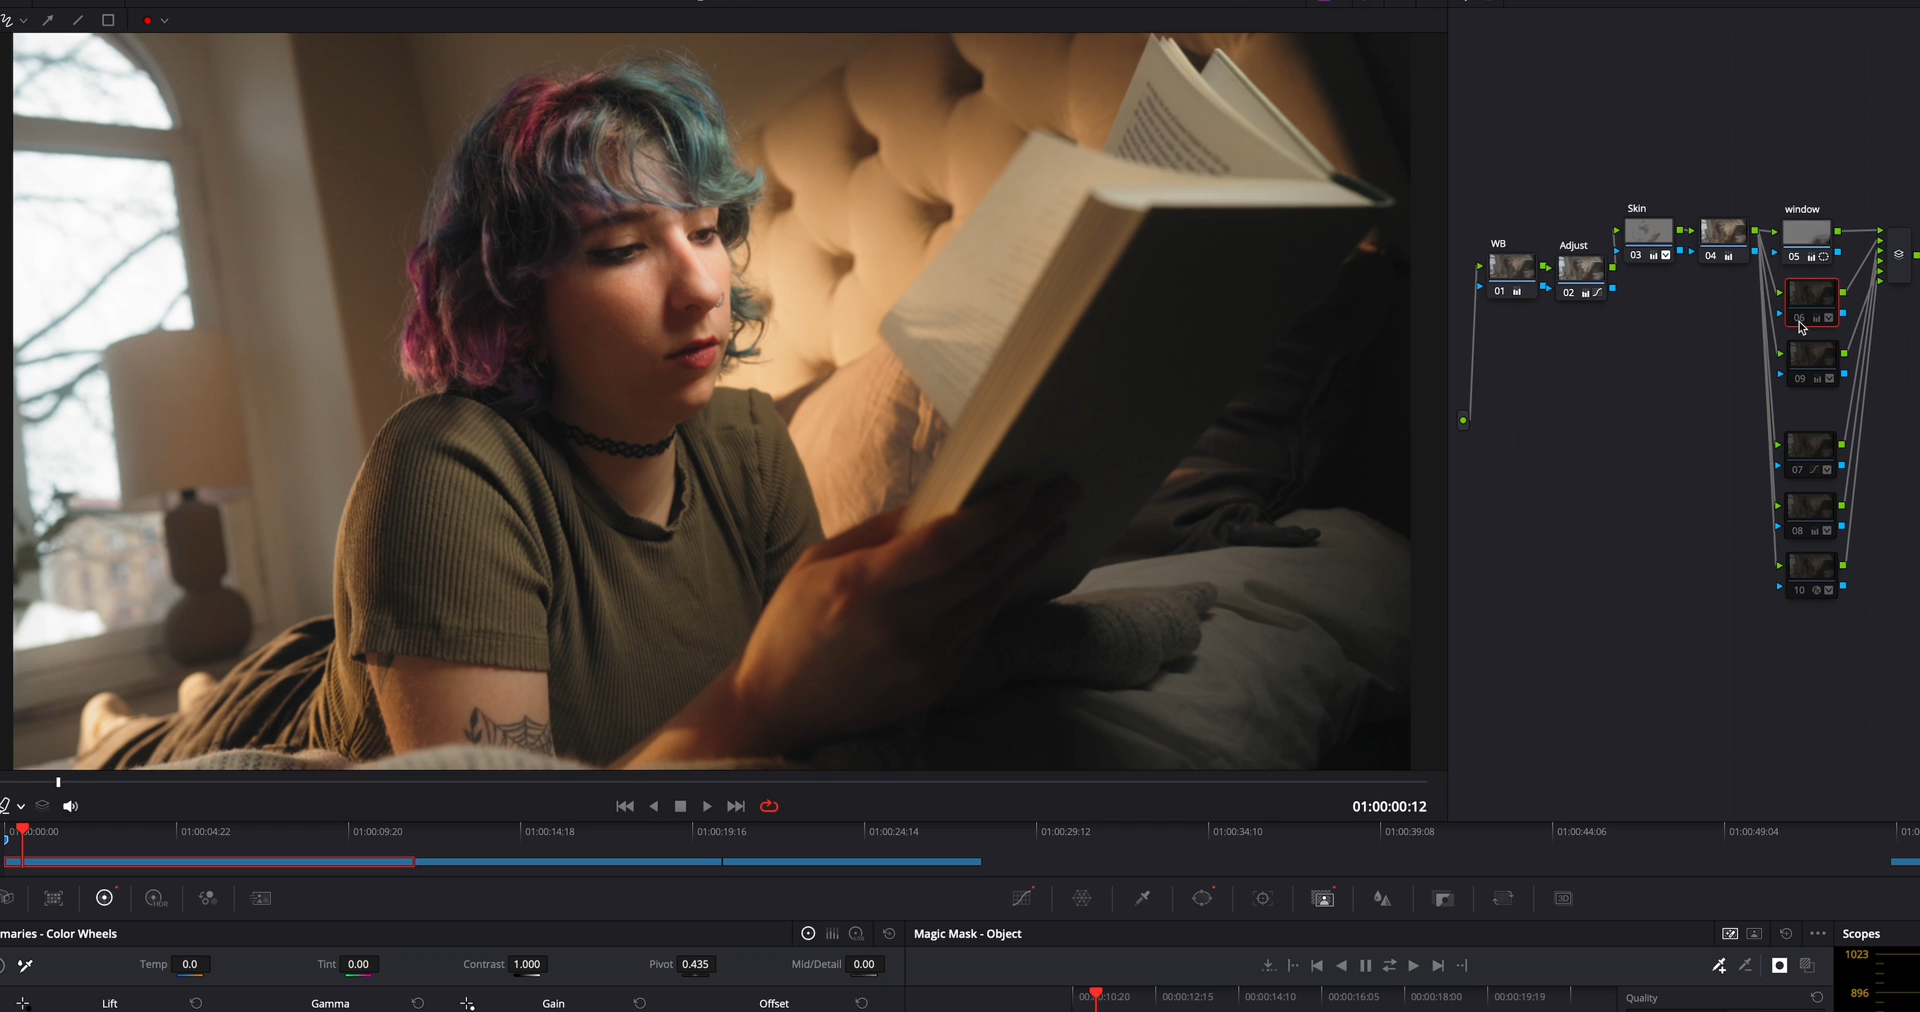 Skin
window
WB
Adjust
03
04
05
01
02
06
09
07
08
10
01:00:00:12
01:00:04:22
01:00:09:20
01:00:14:18
01:00:19:16
01:00:24:14
01:00:29:12
01:00:34:10
01:00:39:08
01:00:44:06
01:00:49:04
HDR
3D
maries - Color Wheels
LOG
Magic Mask - Object
Scopes
Temp 0.0
Tint 0.00
Contrast 1.000
Pivot 0.435
Mid/Detail 0.00
1023
896
Lift
Gamma
Gain
Offset
00:00:12:15
00:00:14:10
00:00:16:05
00:00:18:00
00:00:19:19
Quality